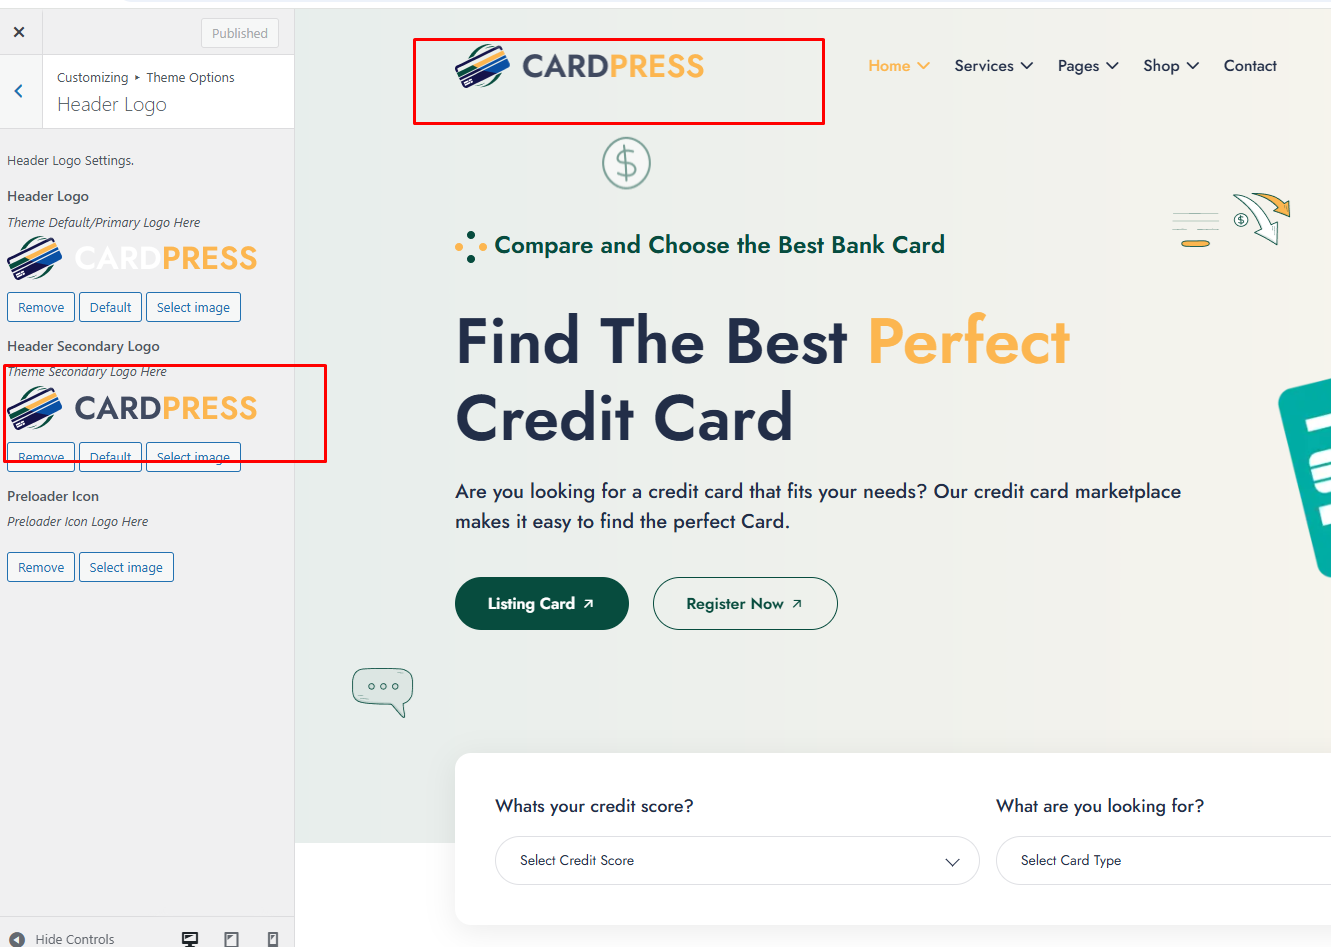 Published
Customizing ▸ Theme Options
Header Logo
Header Logo Settings.
Header Logo
Theme Default/Primary Logo Here
CARDPRESS
Remove
Default
Select image
Header Secondary Logo
Theme Secondary Logo Here
CARDPRESS
Remove
Default
Select image
Preloader Icon
Preloader Icon Logo Here
Remove
Select image
Hide Controls
CARDPRESS
Home
Services
Pages
Shop
Contact
$
$
Compare and Choose the Best Bank Card
Find The Best Perfect
Credit Card
Are you looking for a credit card that fits your needs? Our credit card marketplace
makes it easy to find the perfect Card.
Listing Card
Register Now
Whats your credit score?
Select Credit Score
What are you looking for?
Select Card Type